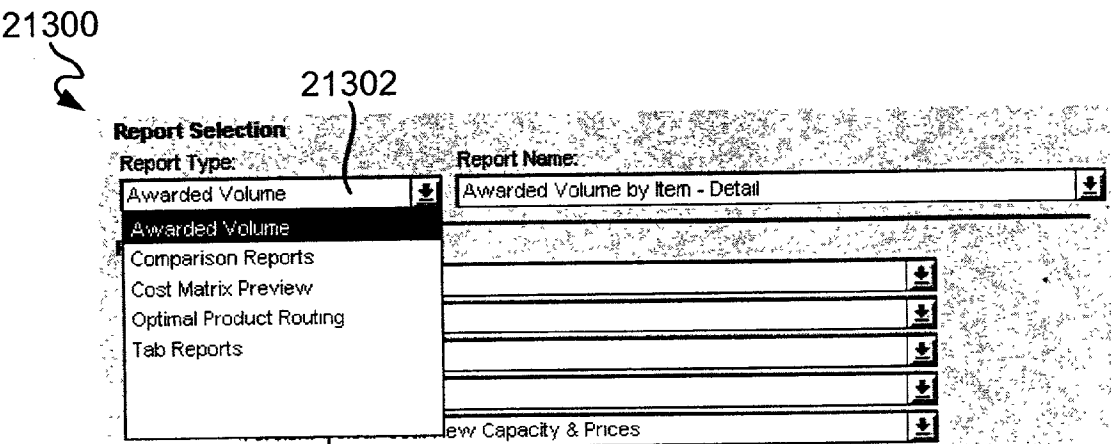 21300
21302
Report Selection
Report Type: Report Name:
Awarded Volume Awarded Volume by Item - Detail
Awarded Volume
Comparison Reports
Cost Matrix Preview
Optimal Product Routing
Tab Reports
Capacity & Prices